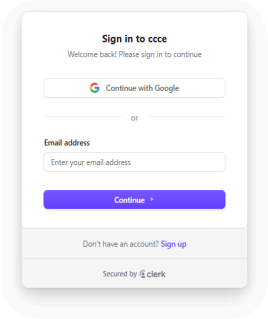 Sign in to ccce
Welcome back! Please sign in to continue
Continue with Google
or
Email address
Enter your email address
Continue
Don't have an account? Sign up
Secured by clerk